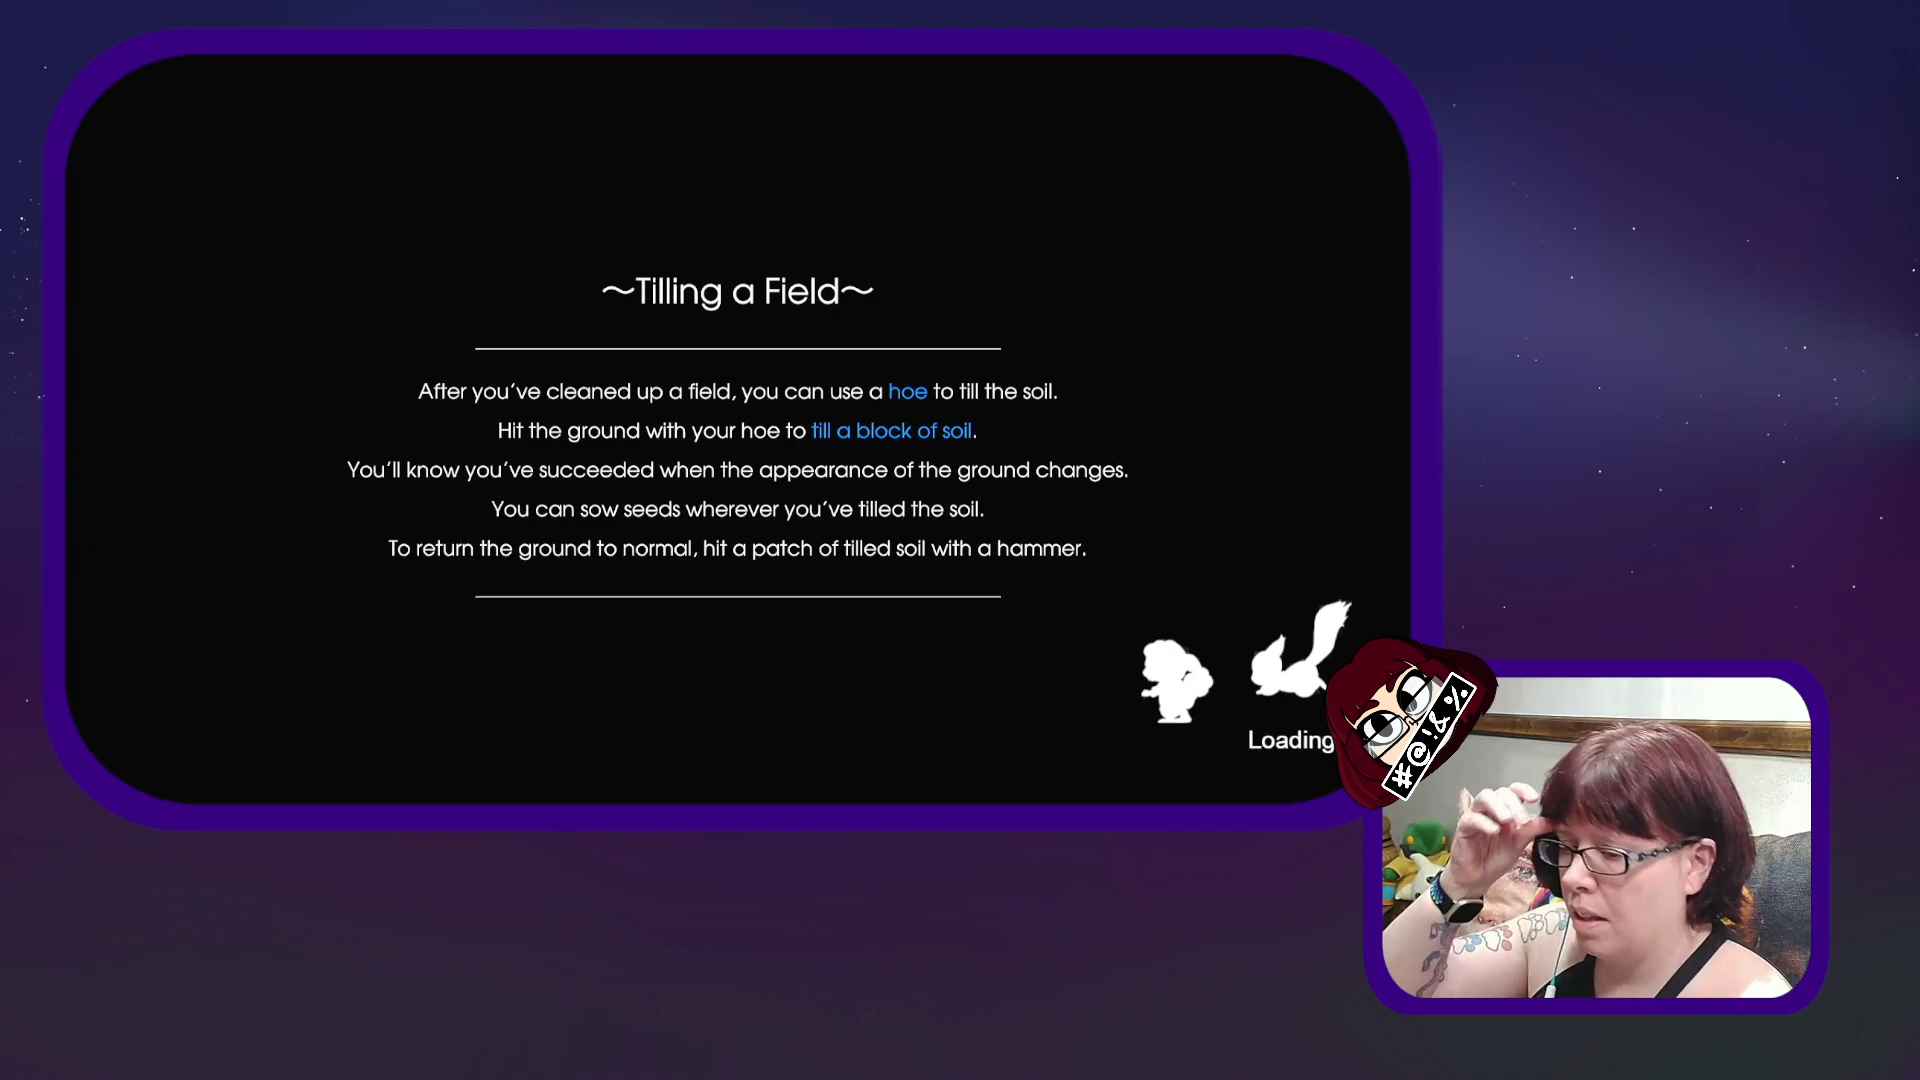 ～Tilling a Field～
After you've cleaned up a field, you can use a hoe to till the soil.
Hit the ground with your hoe to till a block of soil.
You'll know you've succeeded when the appearance of the ground changes.
You can sow seeds wherever you've tilled the soil.
To return the ground to normal, hit a patch of tilled soil with a hammer.
Loading
#@!&%